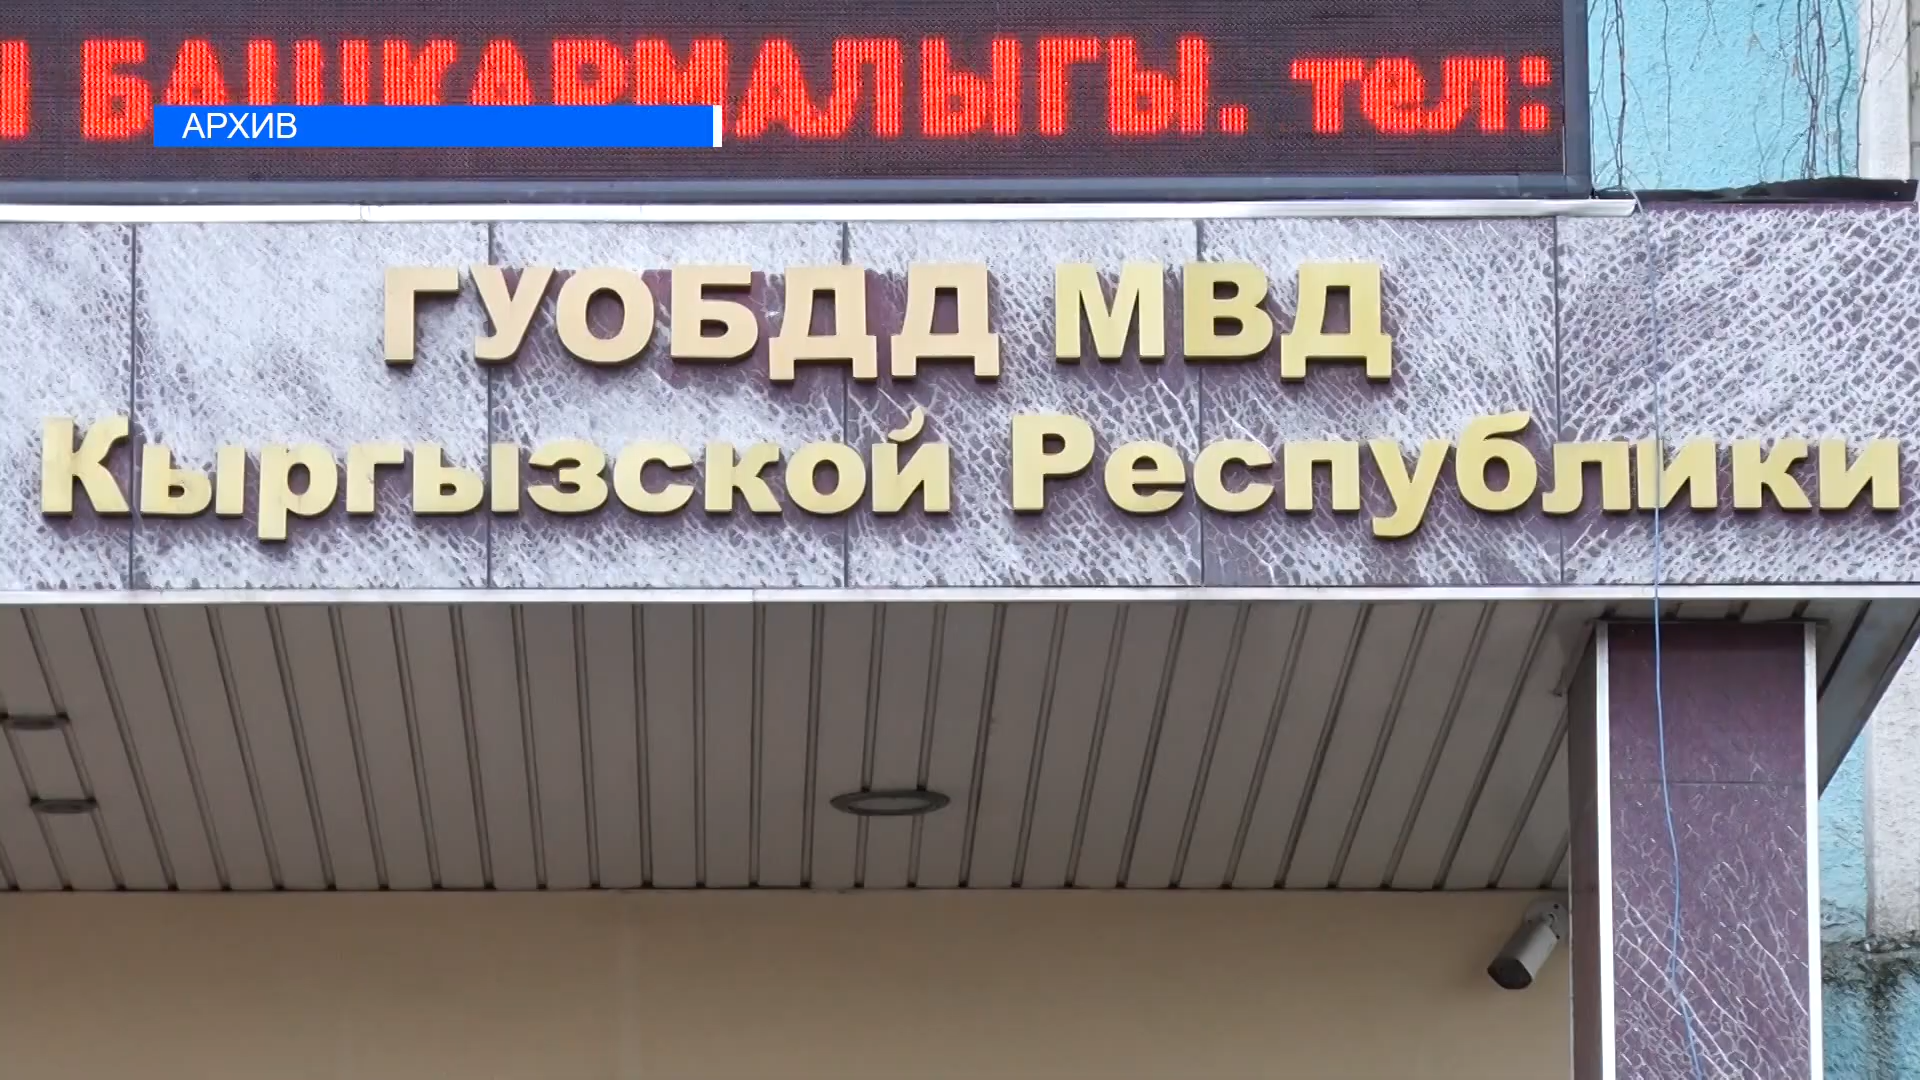 БАШКАРМАЛЫГЫ. тел:
АРХИВ
ГУОБДД МВД
Кыргызской Республики